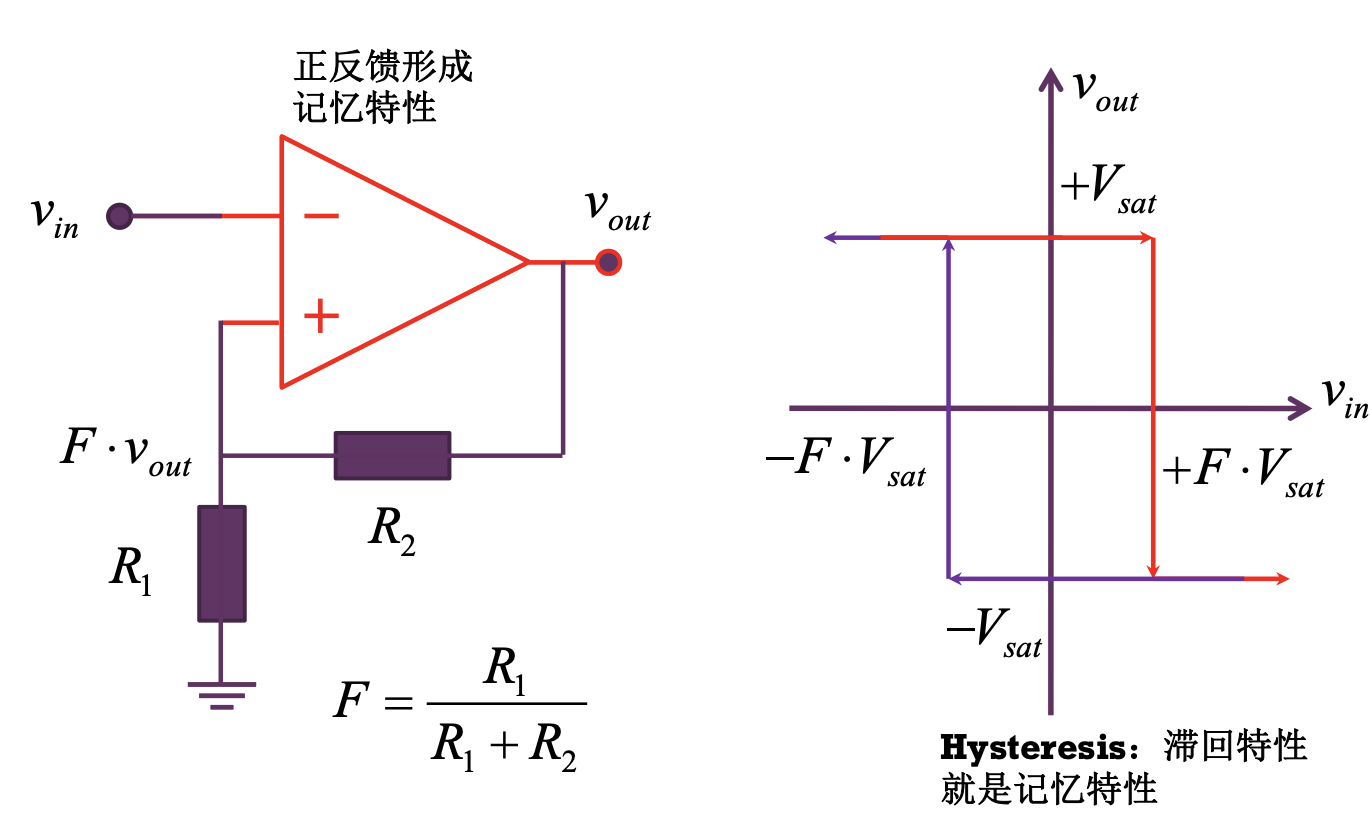 正反馈形成
记忆特性
v_in
−
+
v_out
F · v_out
R_2
R_1
F = R_1 / (R_1 + R_2)
v_out
+V_sat
v_in
−F · V_sat
+F · V_sat
−V_sat
Hysteresis：滞回特性
就是记忆特性